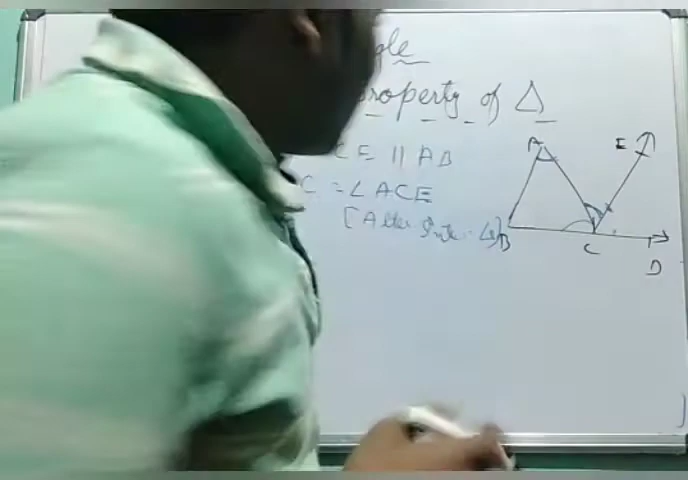 gle
roperty of Δ
CE || AB
C = ∠ACE
[Alter Inte. ∠s]
A
E
B
C
D